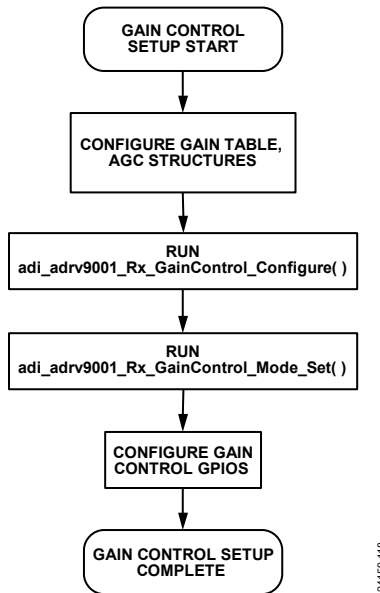 GAIN CONTROL
SETUP START
CONFIGURE GAIN TABLE,
AGC STRUCTURES
RUN
adi_adrv9001_Rx_GainControl_Configure( )
RUN
adi_adrv9001_Rx_GainControl_Mode_Set( )
CONFIGURE GAIN
CONTROL GPIOS
GAIN CONTROL SETUP
COMPLETE